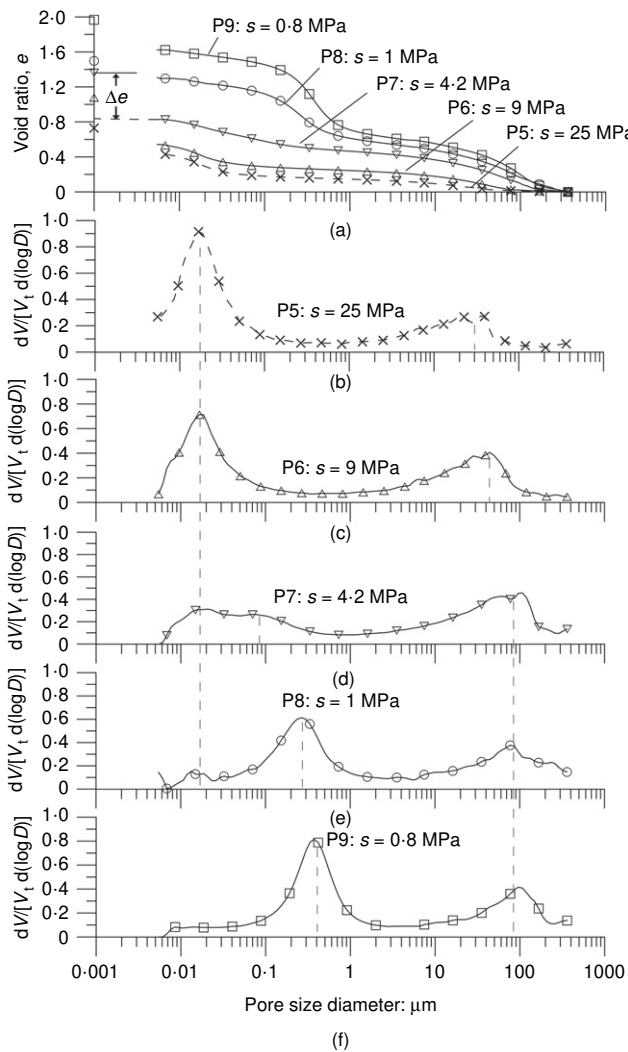 2·0
1·6
1·2
0·8
0·4
0
Void ratio, e
Δe
P9: s = 0·8 MPa
P8: s = 1 MPa
P7: s = 4·2 MPa
P6: s = 9 MPa
P5: s = 25 MPa
(a)
1·0
0·8
0·6
0·4
0·2
0
dV/[Vt d(logD)]
P5: s = 25 MPa
(b)
1·0
0·8
0·6
0·4
0·2
0
dV/[Vt d(logD)]
P6: s = 9 MPa
(c)
1·0
0·8
0·6
0·4
0·2
0
dV/[Vt d(logD)]
P7: s = 4·2 MPa
(d)
1·0
0·8
0·6
0·4
0·2
0
dV/[Vt d(logD)]
P8: s = 1 MPa
(e)
1·0
0·8
0·6
0·4
0·2
0
dV/[Vt d(logD)]
P9: s = 0·8 MPa
0·001 0·01 0·1 1 10 100 1000
Pore size diameter: μm
(f)